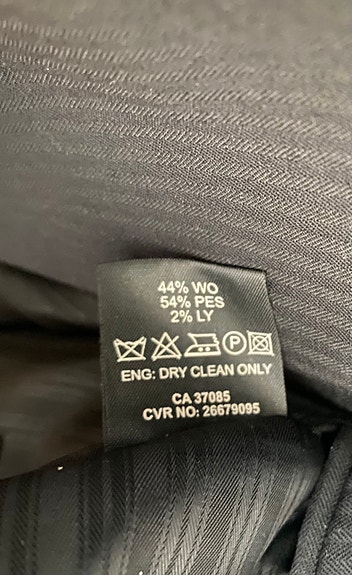 44% WO
54% PES
2% LY
P
ENG: DRY CLEAN ONLY
CA 37085
CVR NO: 26679095